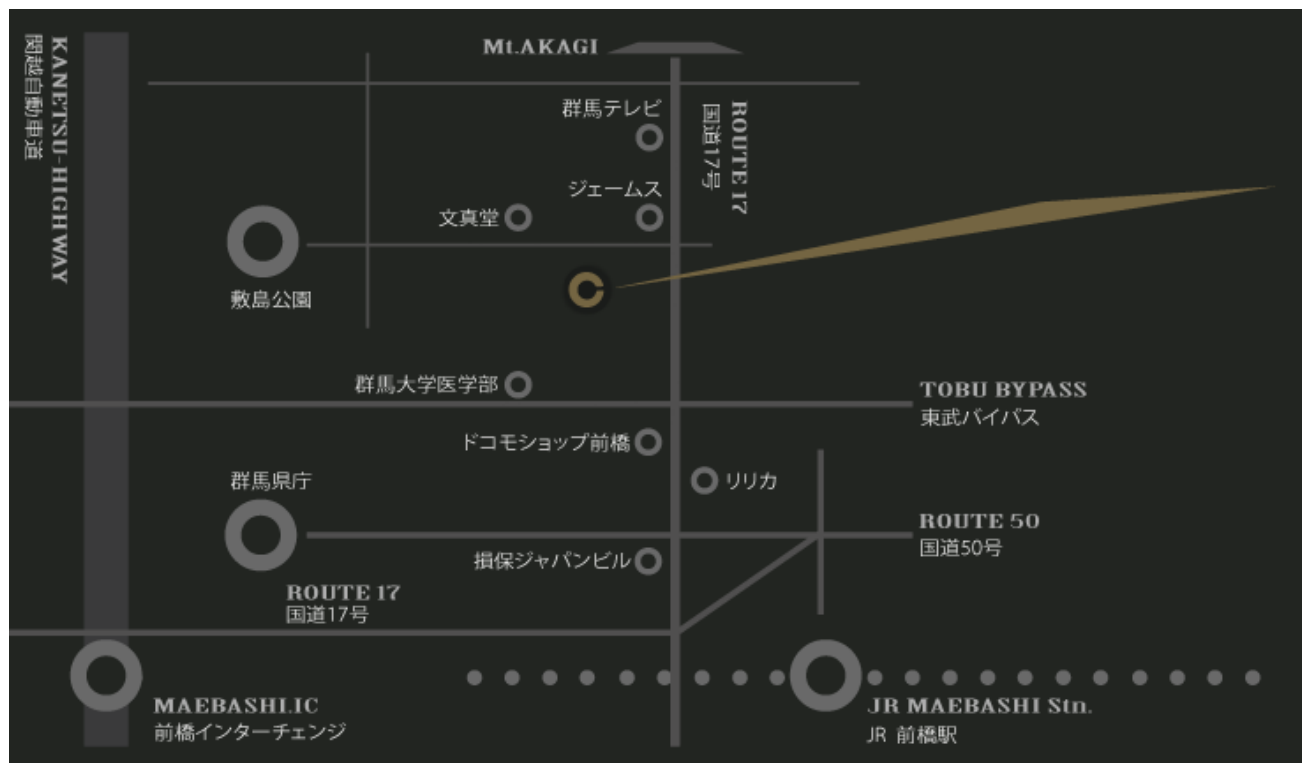 KANETSU-HIGHWAY
関越自動車道
Mt.AKAGI
群馬テレビ
ROUTE 17
国道17号
ジェームス
文真堂
敷島公園
群馬大学医学部
TOBU BYPASS
東武バイパス
ドコモショップ前橋
群馬県庁
リリカ
ROUTE 50
国道50号
損保ジャパンビル
ROUTE 17
国道17号
MAEBASHI.IC
前橋インターチェンジ
JR MAEBASHI Stn.
JR 前橋駅